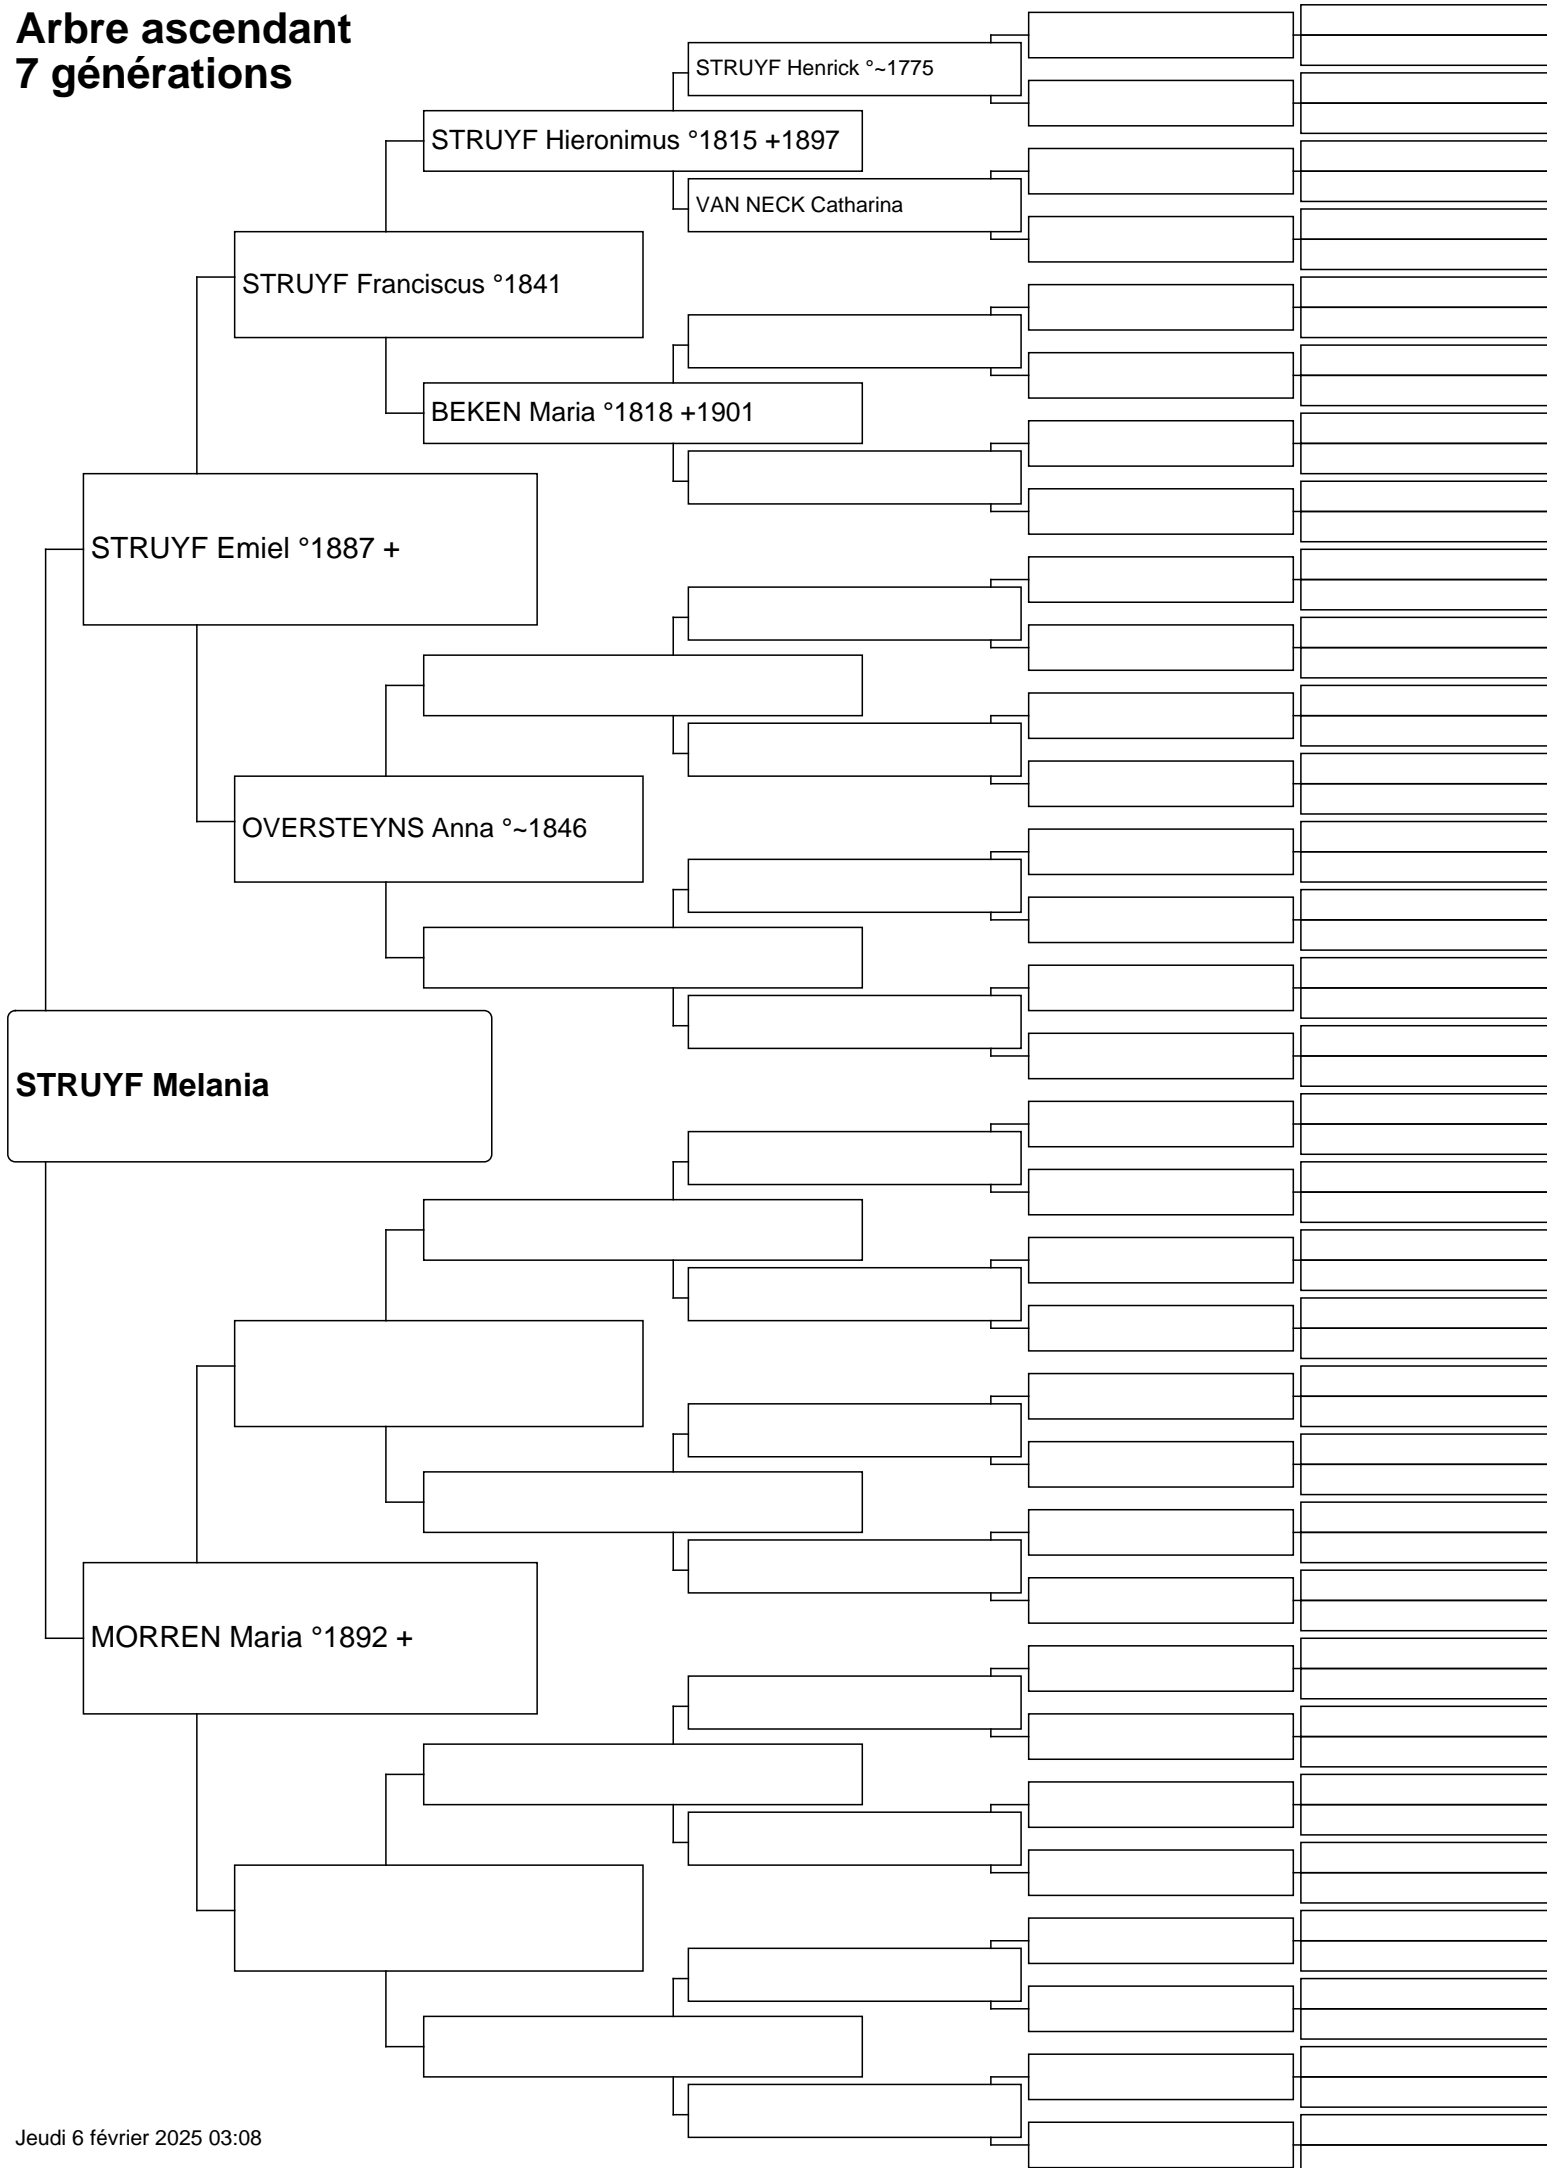 Arbre ascendant
7 générations
STRUYF Henrick °~1775
STRUYF Hieronimus °1815 +1897
VAN NECK Catharina
STRUYF Franciscus °1841
BEKEN Maria °1818 +1901
STRUYF Emiel °1887 +
OVERSTEYNS Anna °~1846
STRUYF Melania
MORREN Maria °1892 +
Jeudi 6 février 2025 03:08